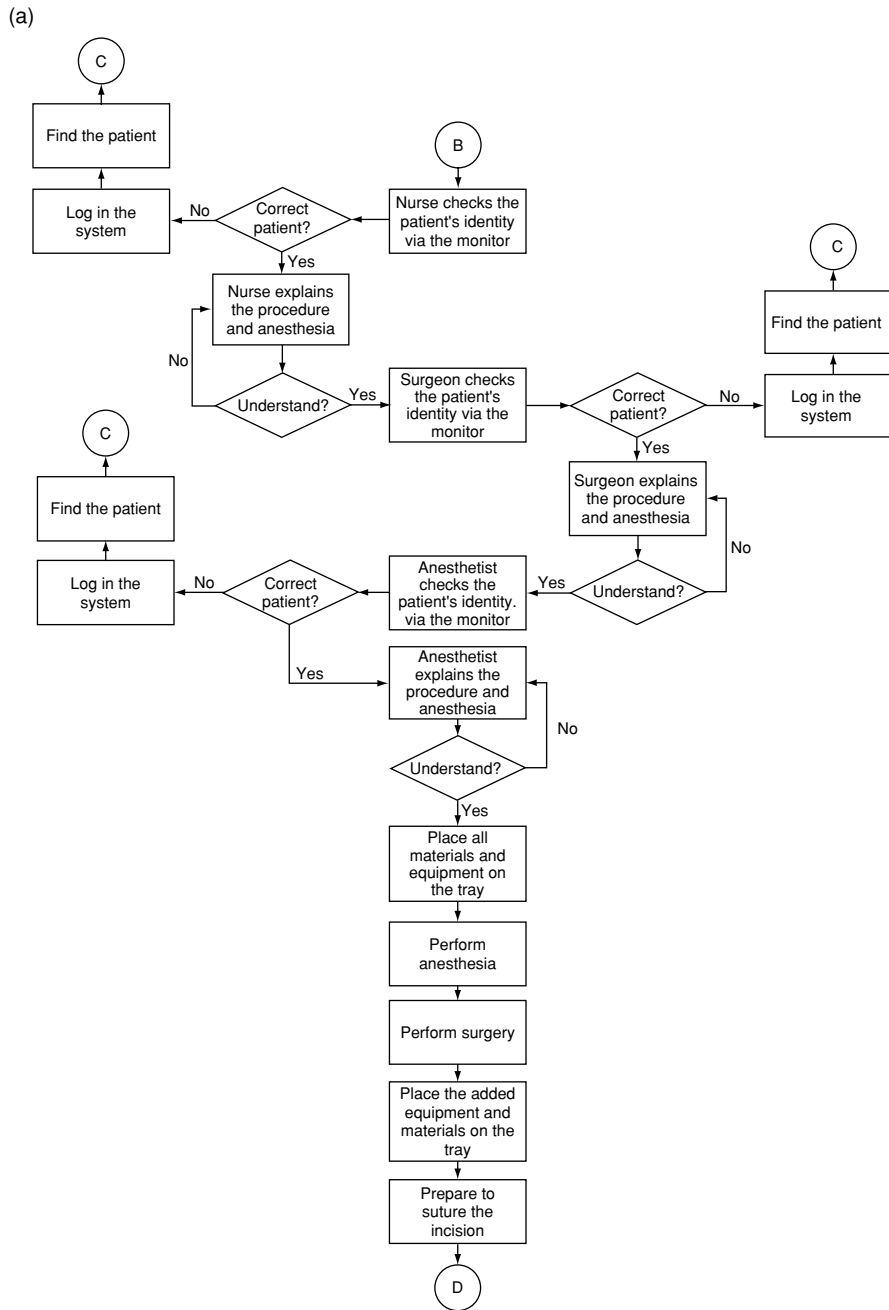 (a)
C
Find the patient
Log in the
system
No
Correct
patient?
B
Nurse checks the
patient's identity
via the monitor
Yes
Nurse explains
the procedure
and anesthesia
No
Understand?
Yes
Surgeon checks
the patient's
identity via the
monitor
Correct
patient?
No
C
Find the patient
Log in the
system
Yes
Surgeon explains
the procedure
and anesthesia
No
Understand?
Yes
Anesthetist
checks the
patient's identity.
via the monitor
Correct
patient?
No
C
Find the patient
Log in the
system
Yes
Anesthetist
explains the
procedure and
anesthesia
No
Understand?
Yes
Place all
materials and
equipment on
the tray
Perform
anesthesia
Perform surgery
Place the added
equipment and
materials on the
tray
Prepare to
suture the
incision
D